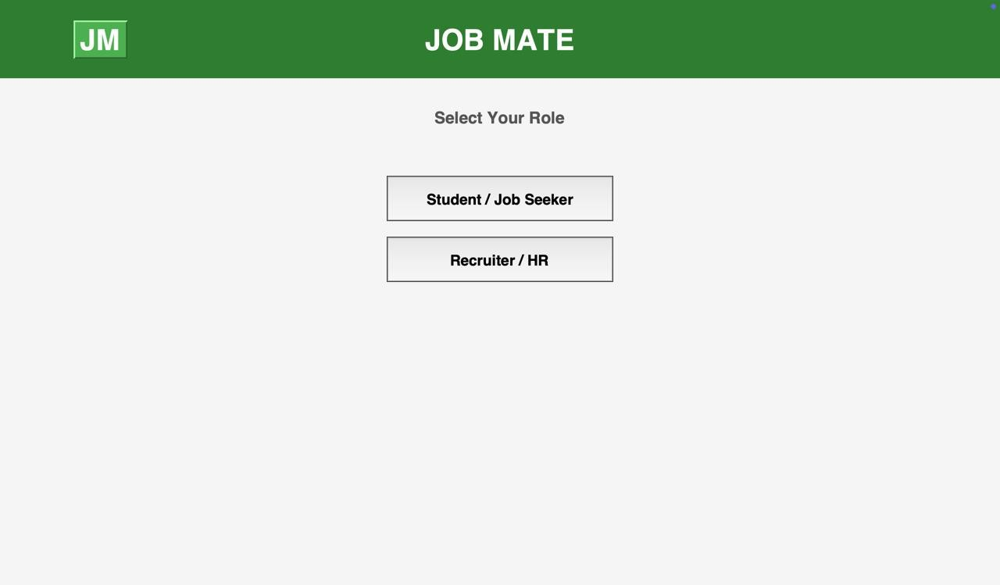 JM
JOB MATE
Select Your Role
Student / Job Seeker
Recruiter / HR